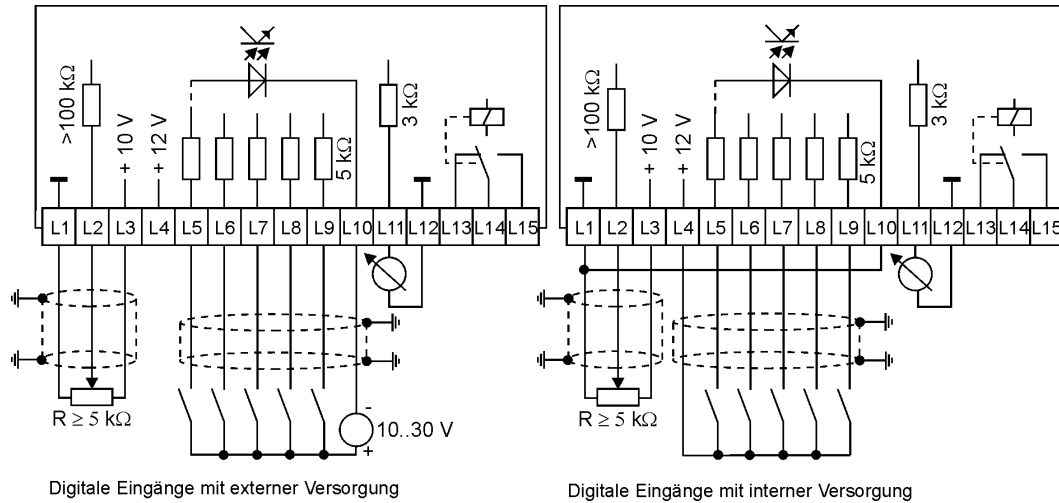 >100 kΩ
+ 10 V
+ 12 V
5 kΩ
3 kΩ
L1 L2 L3 L4 L5 L6 L7 L8 L9 L10 L11 L12 L13 L14 L15
R ≥ 5 kΩ
-
10..30 V
+
Digitale Eingänge mit externer Versorgung
>100 kΩ
+ 10 V
+ 12 V
5 kΩ
3 kΩ
L1 L2 L3 L4 L5 L6 L7 L8 L9 L10 L11 L12 L13 L14 L15
R ≥ 5 kΩ
Digitale Eingänge mit interner Versorgung